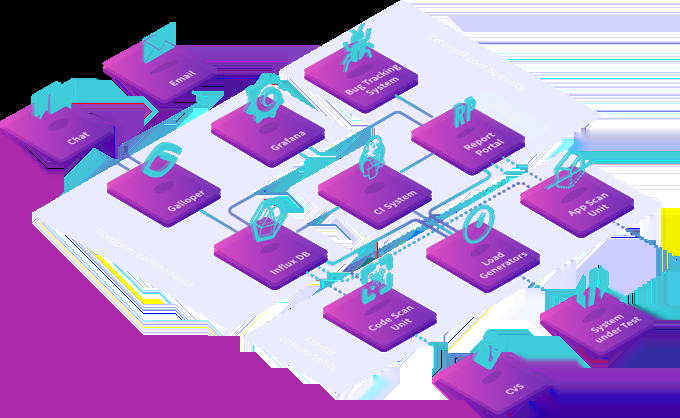 Email
Bug Tracking
System
Chat
Grafana
RP
Report
Portal
Galloper
CI System
App Scan
Unit
Influx DB
Load
Generators
Code Scan
Unit
System
under Test
CVS